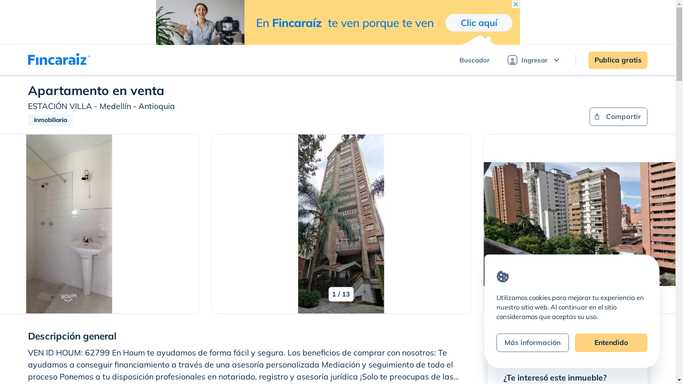 En Fincaraíz te ven porque te ven
Clic aquí
Fincaraiz
Buscador
Ingresar
Publica gratis
Apartamento en venta
ESTACIÓN VILLA - Medellín - Antioquia
Inmobiliaria
Compartir
HOUM
1 / 13
Utilizamos cookies para mejorar tu experiencia en
nuestro sitio web. Al continuar en el sitio
consideramos que aceptas su uso.
Más información
Entendido
Descripción general
VEN ID HOUM: 62799 En Houm te ayudamos de forma fácil y segura. Los beneficios de comprar con nosotros: Te
ayudamos a conseguir financiamiento a través de una asesoría personalizada Mediación y seguimiento de todo el
proceso Ponemos a tu disposición profesionales en notariado, registro y asesoría jurídica ¡Solo te preocupas de las...
¿Te interesó este inmueble?